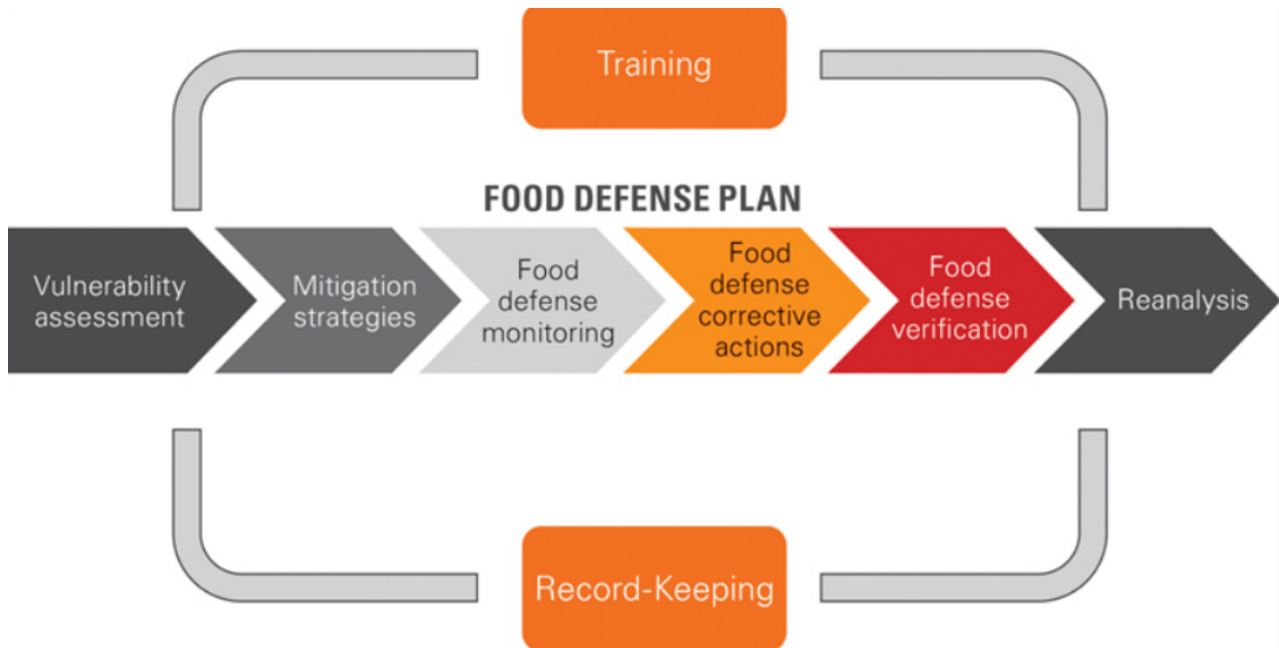 Training
FOOD DEFENSE PLAN
Vulnerability
assessment
Mitigation
strategies
Food
defense
monitoring
Food
defense
corrective
actions
Food
defense
verification
Reanalysis
Record-Keeping